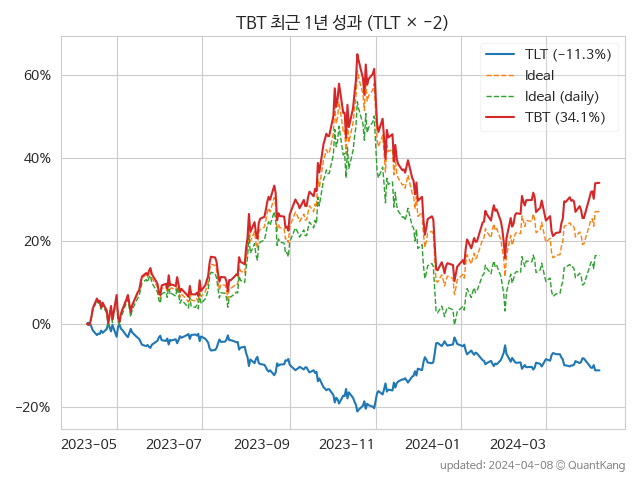 TBT 최근 1년 성과 (TLT × −2)
TLT (−11.3%)
Ideal
Ideal (daily)
TBT (34.1%)
60%
40%
20%
0%
−20%
2023-05 2023-07 2023-09 2023-11 2024-01 2024-03
updated: 2024-04-08 © QuantKang